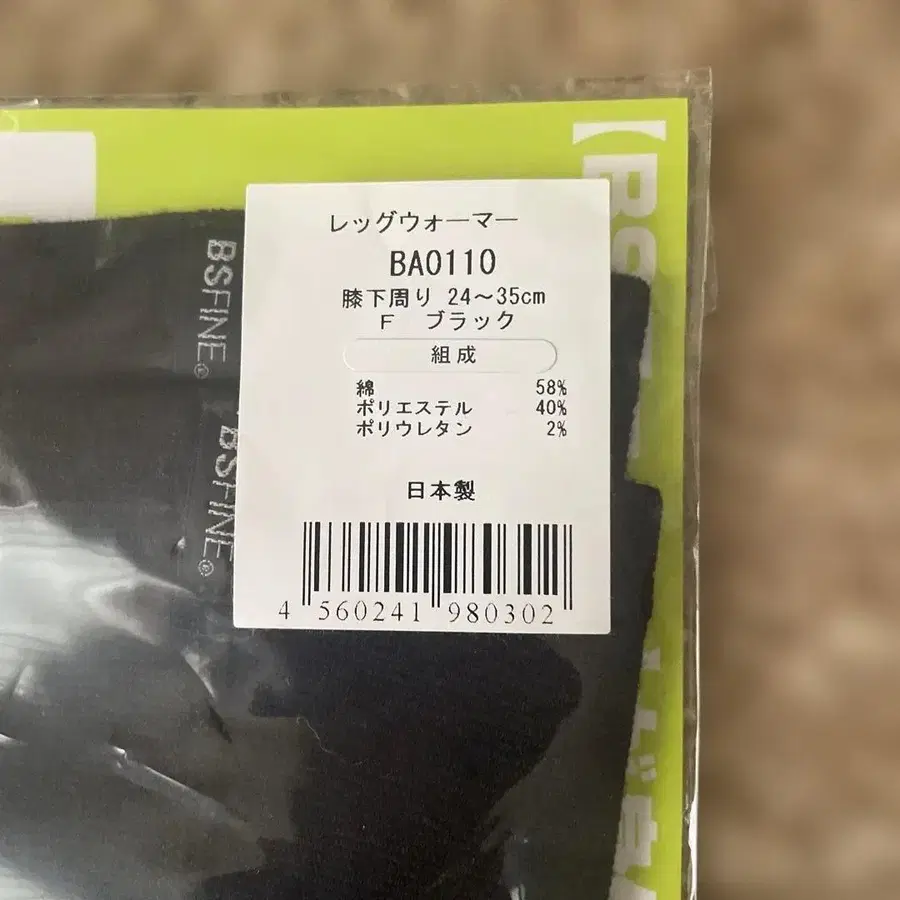 レッグウォーマー
BA0110
膝下周り 24～35cm
F ブラック
組成
綿 58%
ポリエステル 40%
ポリウレタン 2%
日本製
4 560241 980302
BSFINE®
BSFINE®